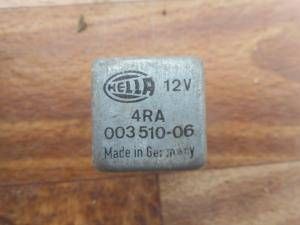 HELLA 12V
4RA
003 510-06
Made in Germany